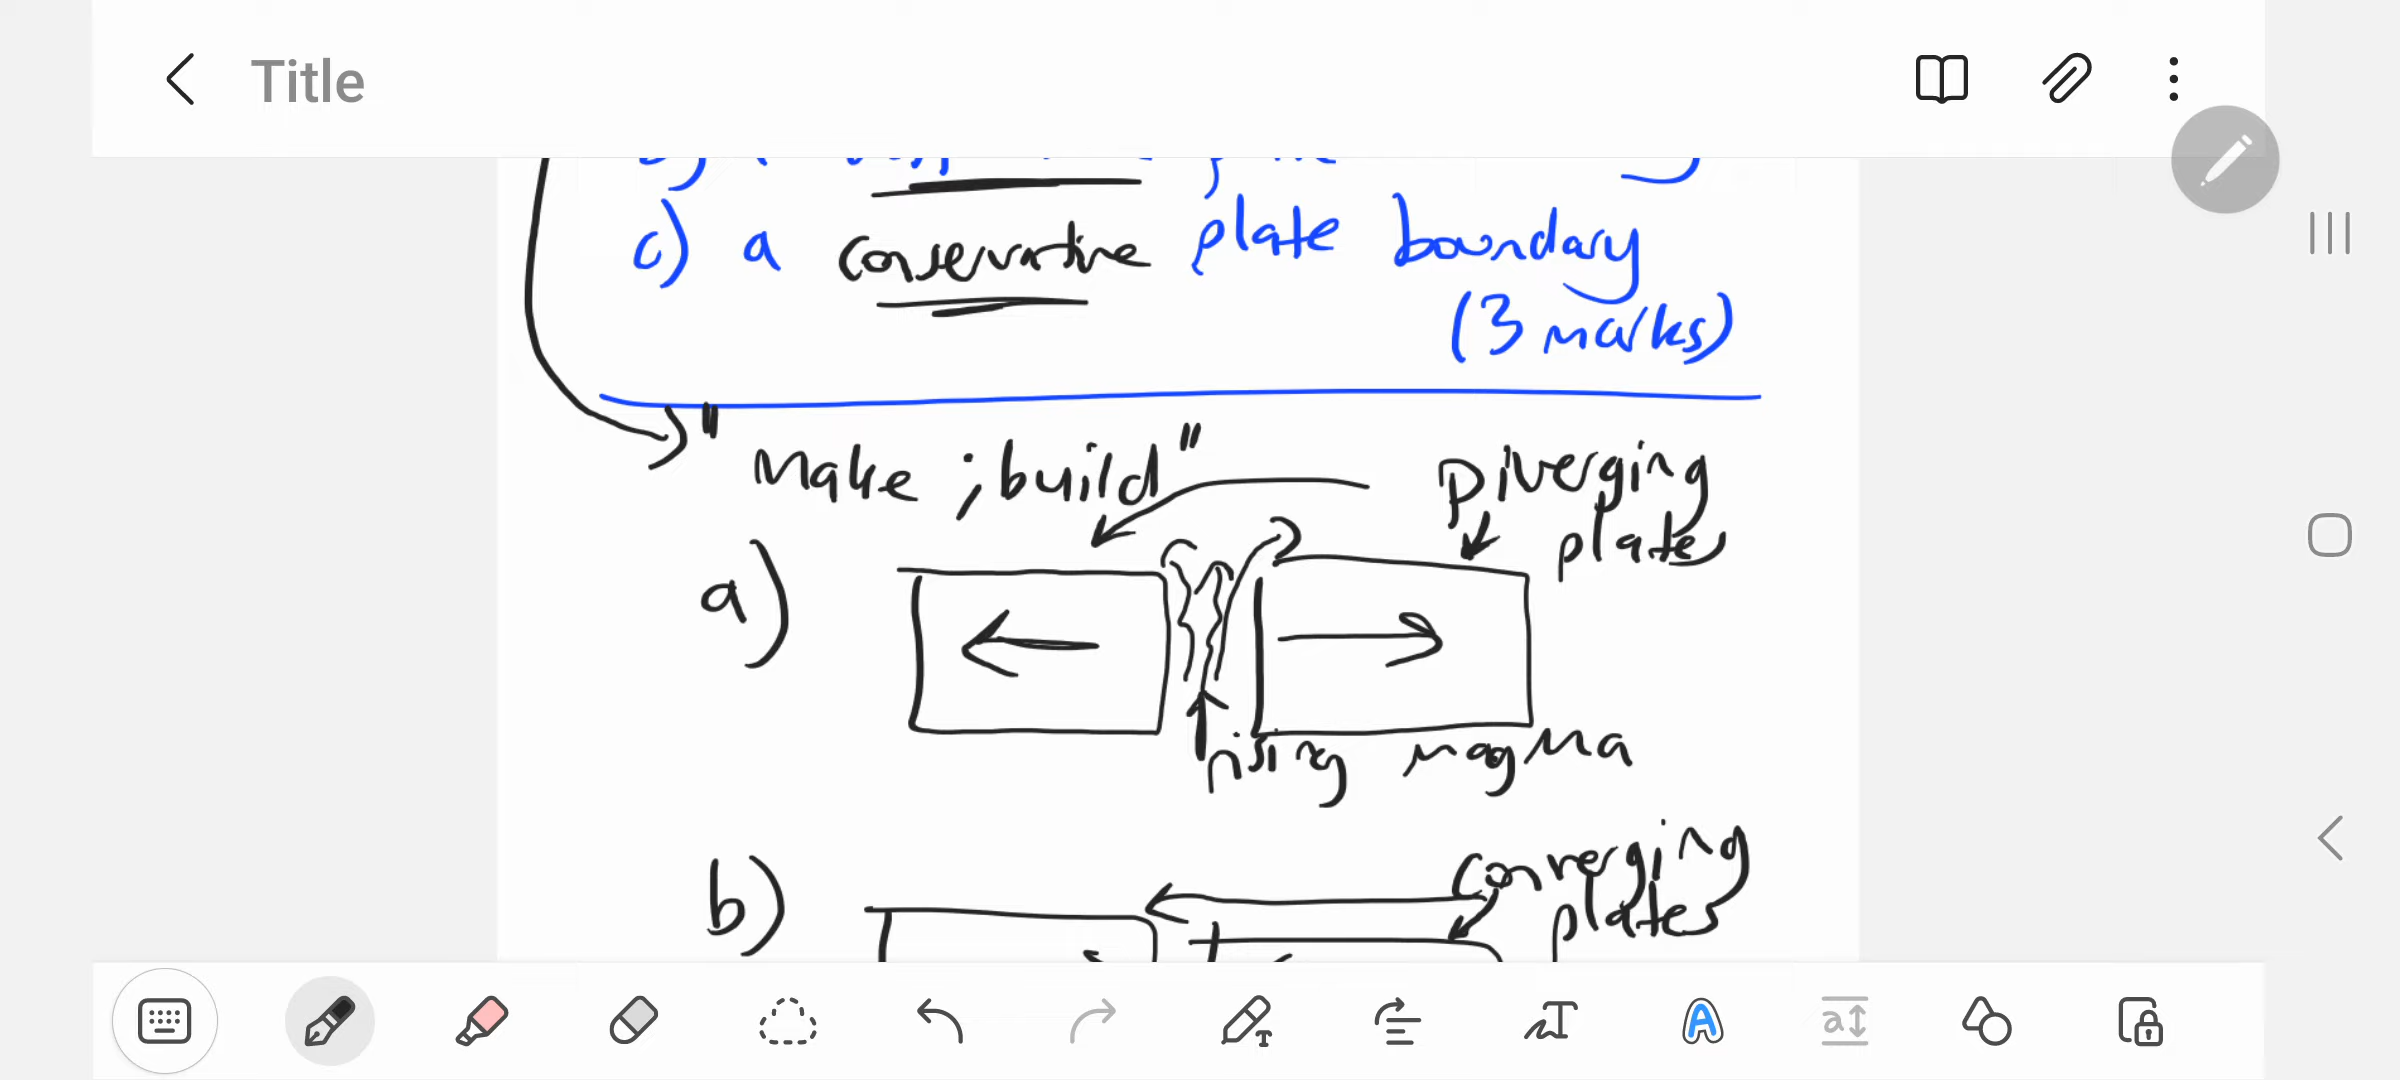 Title
c) a conservative plate boundary
(3 marks)
"Make ; build"
Diverging
plates
a)
rising magma
b)
converging
plates